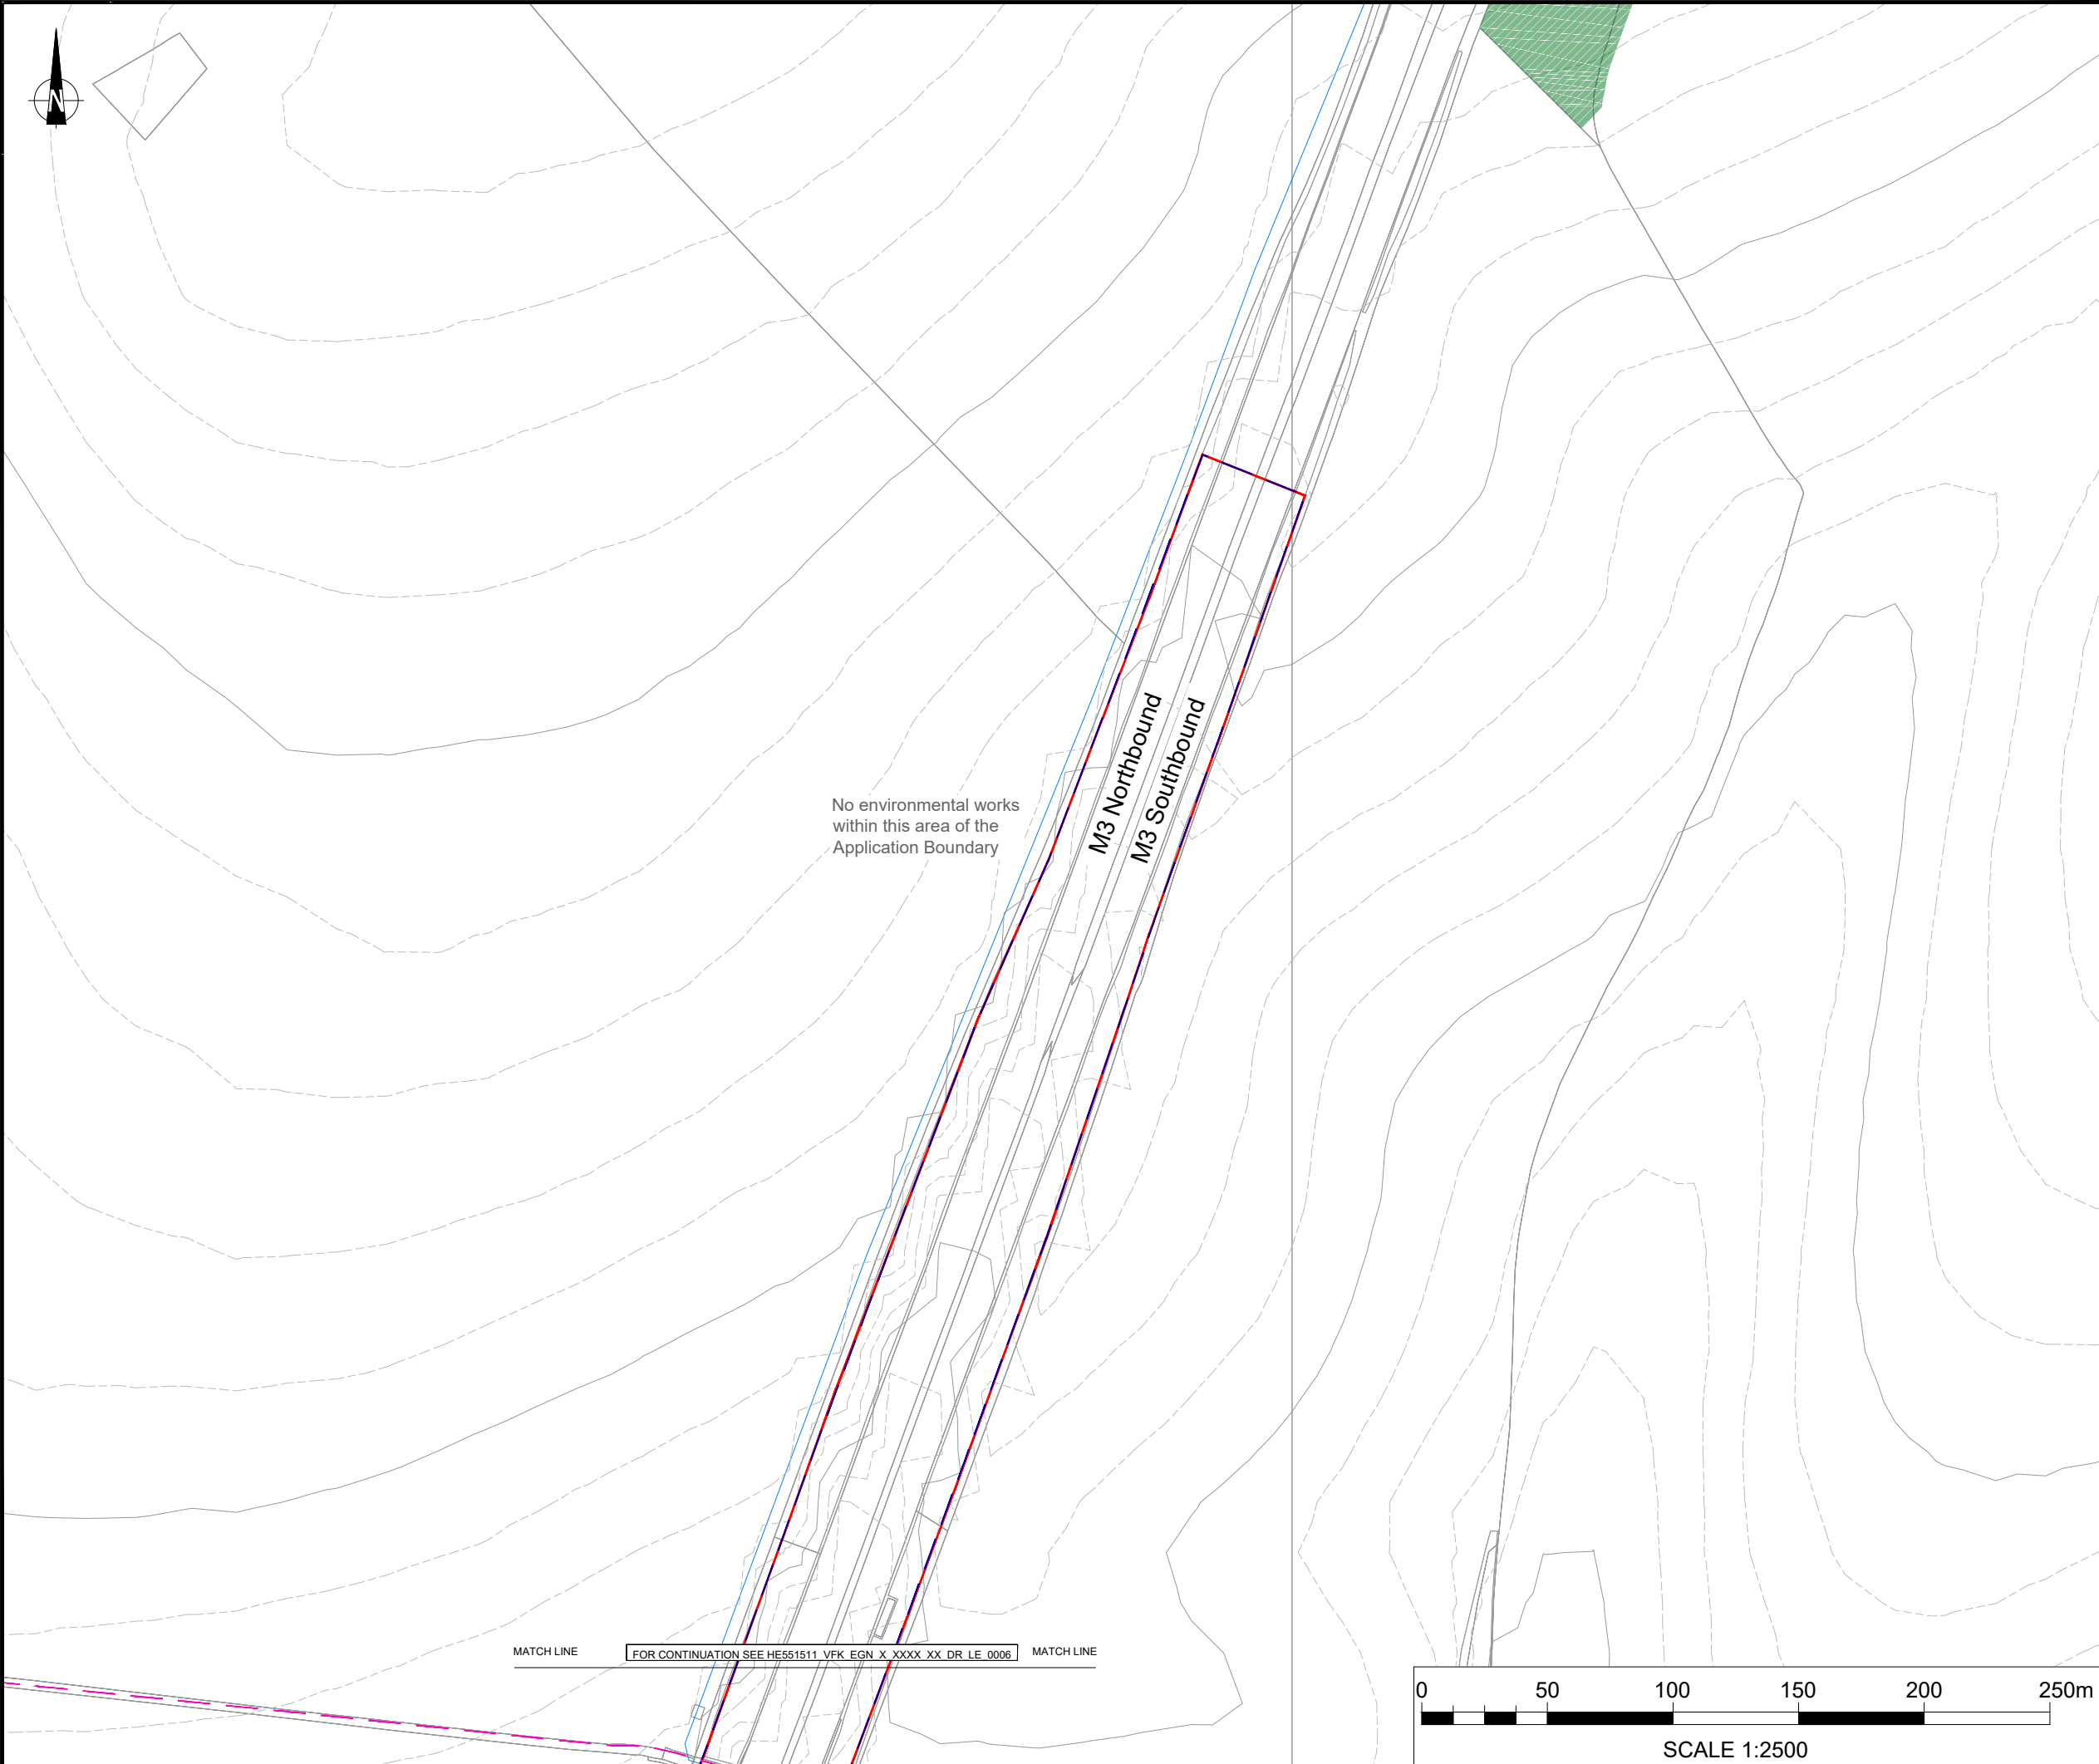 N
M3 Northbound
M3 Southbound
No environmental works
within this area of the
Application Boundary
MATCH LINE
FOR CONTINUATION SEE HE551511_VFK_EGN_X_XXXX_XX_DR_LE_0006
MATCH LINE
0 50 100 150 200 250m
SCALE 1:2500